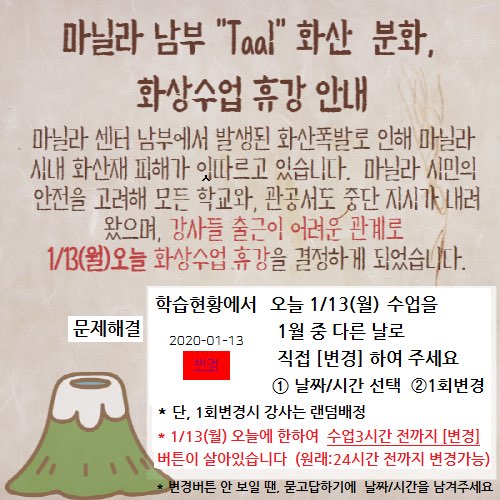 마닐라 남부 "Taal" 화산 분화,
화상수업 휴강 안내
마닐라 센터 남부에서 발생된 화산폭발로 인해 마닐라
시내 화산재 피해가 잇따르고 있습니다. 마닐라 시민의
안전을 고려해 모든 학교와, 관공서도 중단 지시가 내려
왔으며, 강사들 출근이 어려운 관계로
1/13(월)오늘 화상수업 휴강을 결정하게 되었습니다.
학습현황에서 오늘 1/13(월) 수업을
문제해결
1월 중 다른 날로
2020-01-13
직접 [변경] 하여 주세요
변경
① 날짜/시간 선택 ②1회변경
* 단, 1회변경시 강사는 랜덤배정
* 1/13(월) 오늘에 한하여 수업3시간 전까지 [변경]
버튼이 살아있습니다 (원래:24시간 전까지 변경가능)
* 변경버튼 안 보일 땐, 묻고답하기에 날짜/시간을 남겨주세요